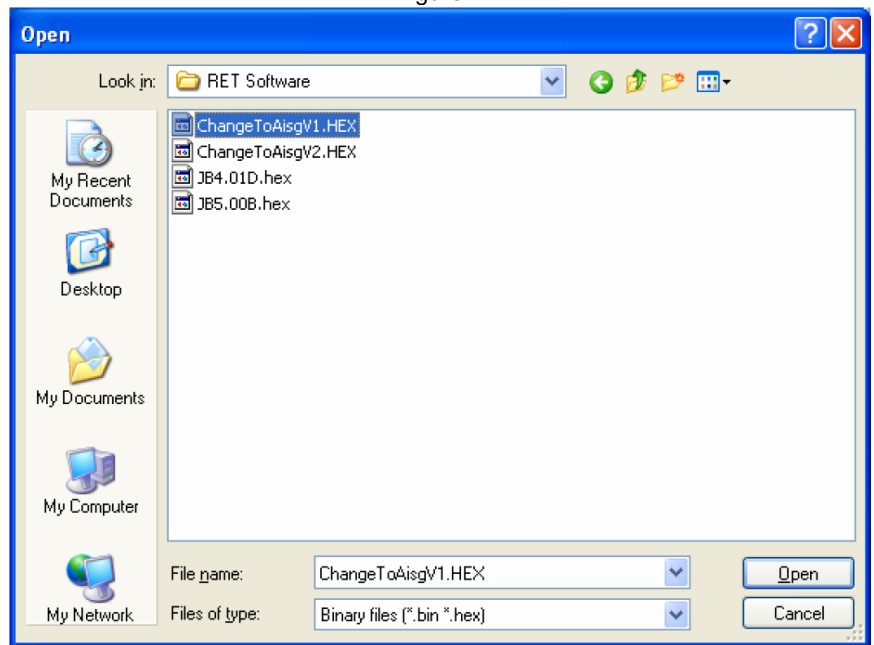 Open
Look in:
RET Software
ChangeToAisgV1.HEX
ChangeToAisgV2.HEX
JB4.01D.hex
JB5.00B.hex
My Recent
Documents
Desktop
My Documents
My Computer
My Network
File name:
ChangeToAisgV1.HEX
Open
Files of type:
Binary files (*.bin *.hex)
Cancel